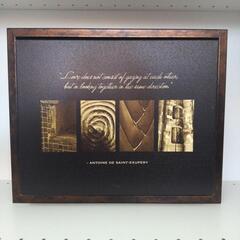 "Love does not consist of gazing at each other,
but in looking together in the same direction."
- ANTOINE DE SAINT-EXUPERY